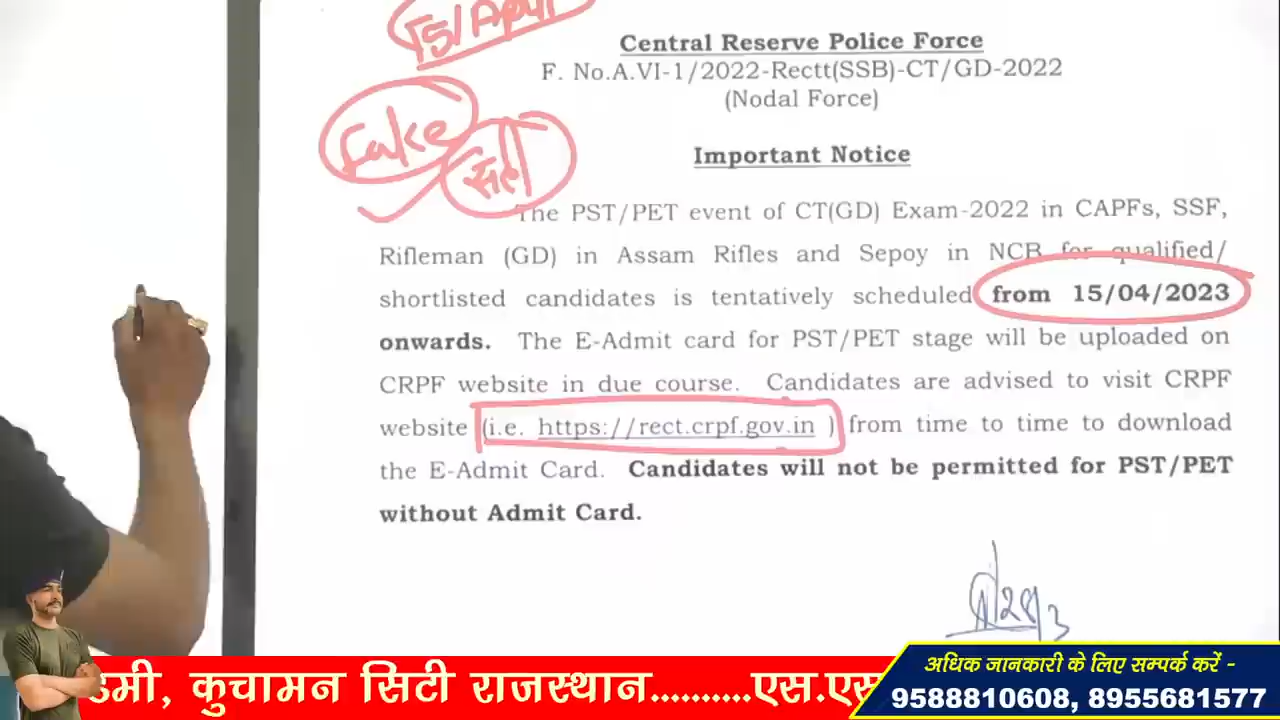 15/April
Central Reserve Police Force
F. No.A.VI-1/2022-Rectt(SSB)-CT/GD-2022
(Nodal Force)
Fake
सही
Important Notice
The PST/PET event of CT(GD) Exam-2022 in CAPFs, SSF,
Rifleman (GD) in Assam Rifles and Sepoy in NCB for qualified/
shortlisted candidates is tentatively scheduled from 15/04/2023
onwards. The E-Admit card for PST/PET stage will be uploaded on
CRPF website in due course. Candidates are advised to visit CRPF
website (i.e. https://rect.crpf.gov.in ) from time to time to download
the E-Admit Card. Candidates will not be permitted for PST/PET
without Admit Card.
28/3
डमी, कुचामन सिटी राजस्थान.........एस.एस
अधिक जानकारी के लिए सम्पर्क करें -
9588810608, 8955681577